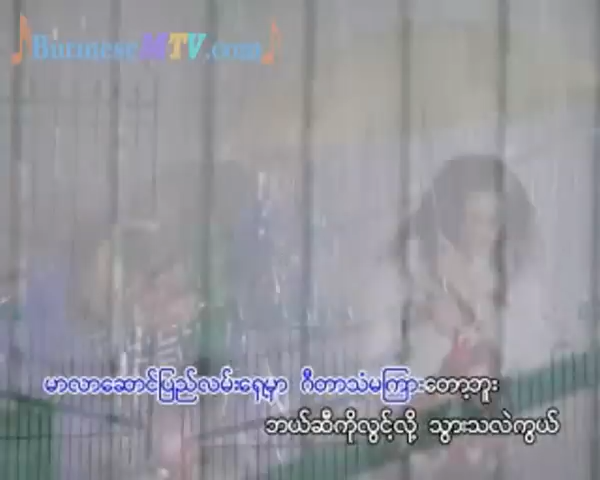 BurmeseMTV.com
မာလာဆောင်ပြည်လမ်းရှေ့မှာ ဂီတာသံမကြားတော့ဘူး
ဘယ်ဆီကိုလွင့်လို့ သွားသလဲကွယ်